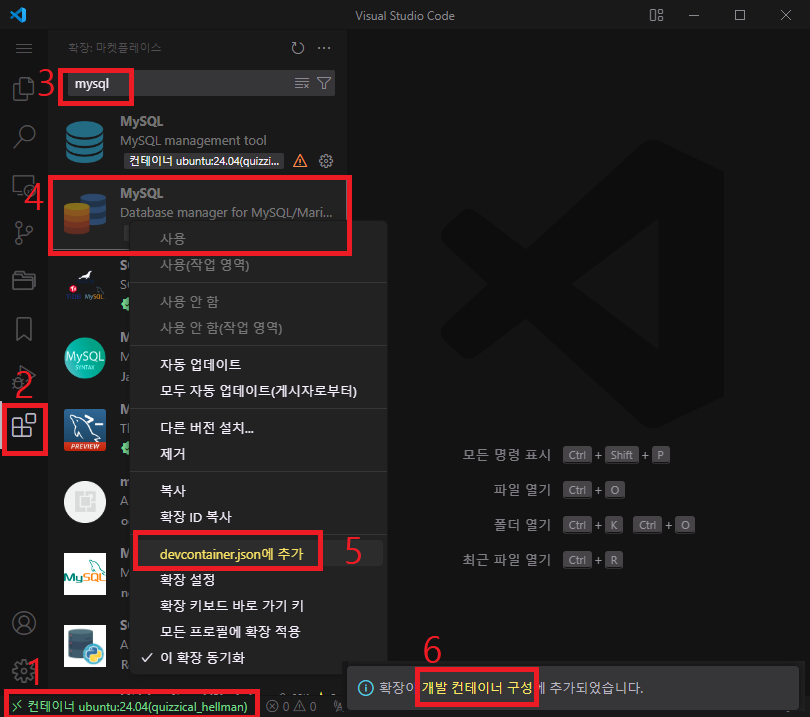 Visual Studio Code
확장: 마켓플레이스
3
mysql
MySQL
MySQL management tool
컨테이너 ubuntu:24.04(quizzi...
4
MySQL
Database manager for MySQL/Mari...
사용
사용(작업 영역)
사용 안 함
사용 안 함(작업 영역)
MySQL
SYNTAX
자동 업데이트
모두 자동 업데이트(게시자로부터)
2
PREVIEW
다른 버전 설치...
제거
복사
확장 ID 복사
5
devcontainer.json에 추가
MySQL
확장 설정
확장 키보드 바로 가기 키
모든 프로필에 확장 적용
이 확장 동기화
모든 명령 표시 Ctrl + Shift + P
파일 열기 Ctrl + O
폴더 열기 Ctrl + K Ctrl + O
최근 파일 열기 Ctrl + R
6
확장이 개발 컨테이너 구성에 추가되었습니다.
1
컨테이너 ubuntu:24.04(quizzical_hellman) 0 0